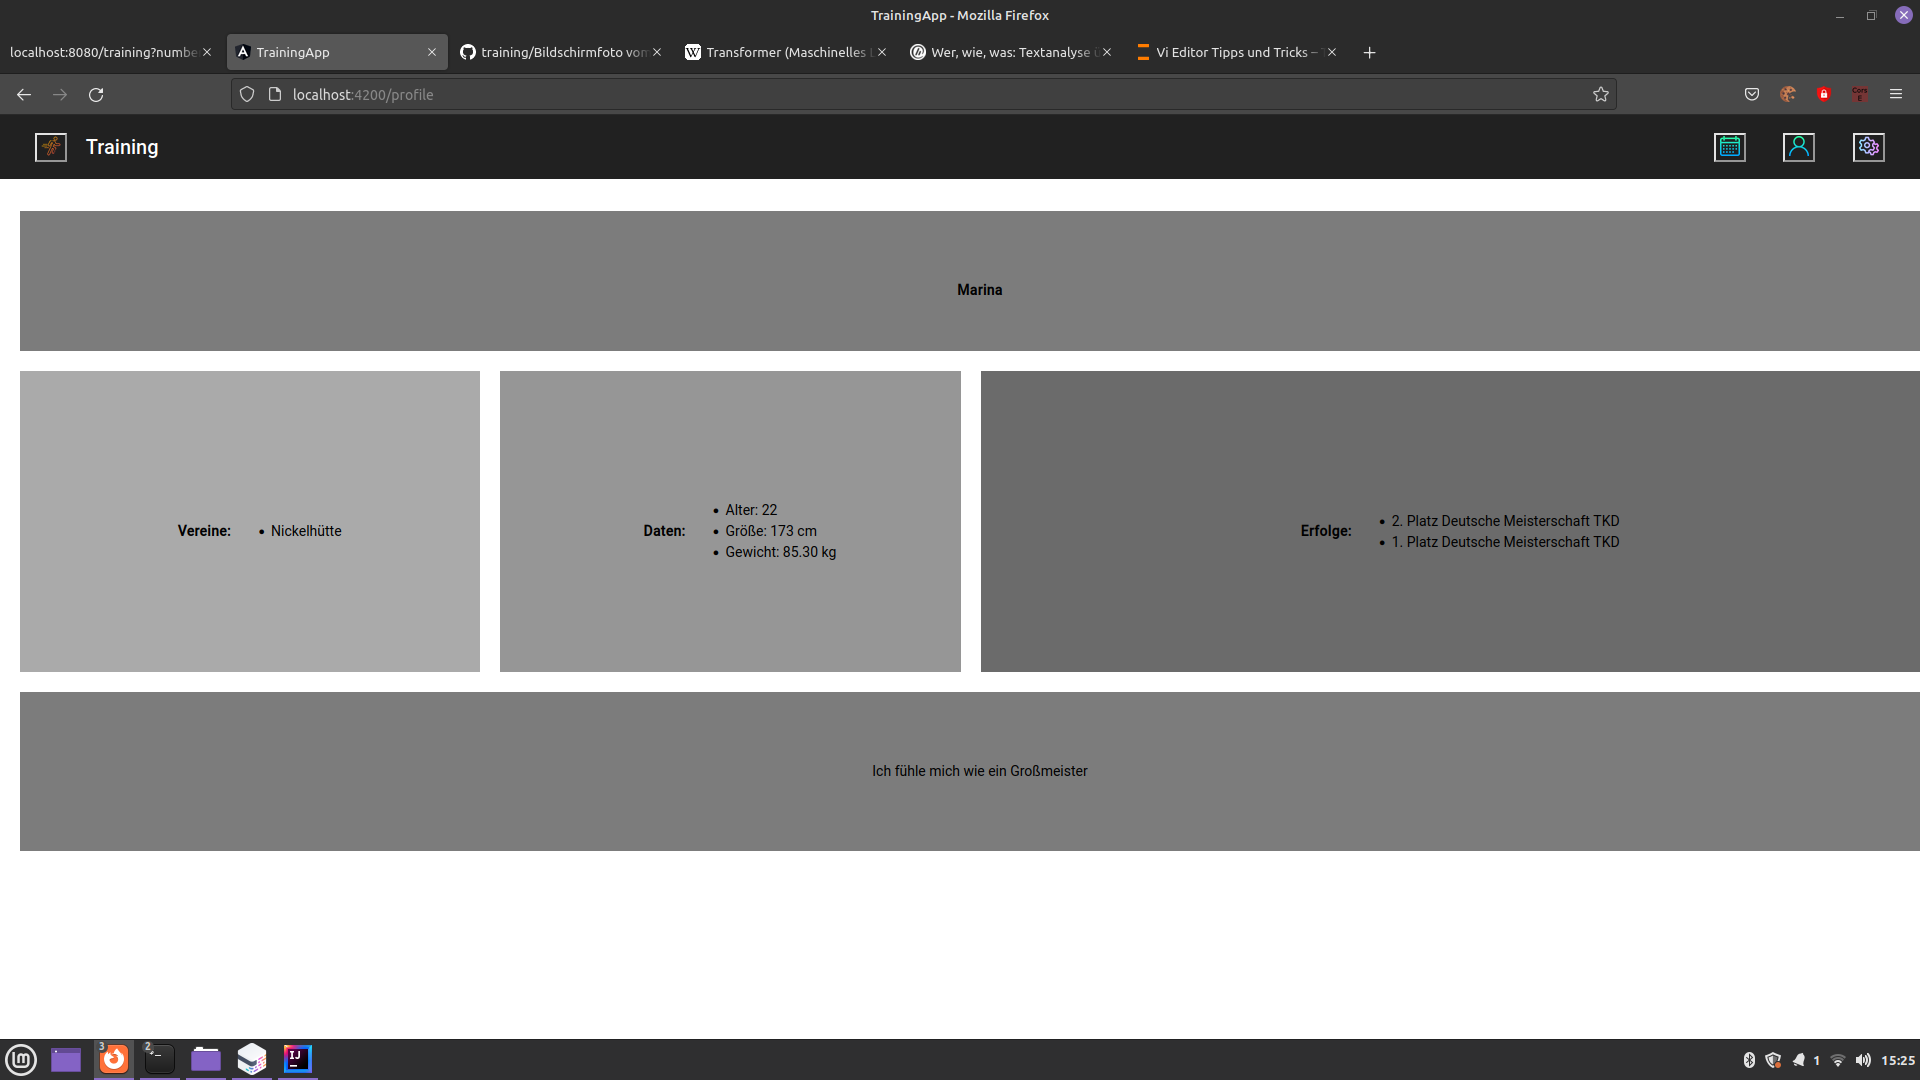 TrainingApp - Mozilla Firefox
localhost:8080/training?numbe
TrainingApp
training/Bildschirmfoto von
Transformer (Maschinelles L
Wer, wie, was: Textanalyse ü
Vi Editor Tipps und Tricks – T
localhost:4200/profile
Cors
E
Training
Marina
Vereine:
• Nickelhütte
Daten:
• Alter: 22
• Größe: 173 cm
• Gewicht: 85.30 kg
Erfolge:
• 2. Platz Deutsche Meisterschaft TKD
• 1. Platz Deutsche Meisterschaft TKD
Ich fühle mich wie ein Großmeister
3
2
IJ
1
15:25